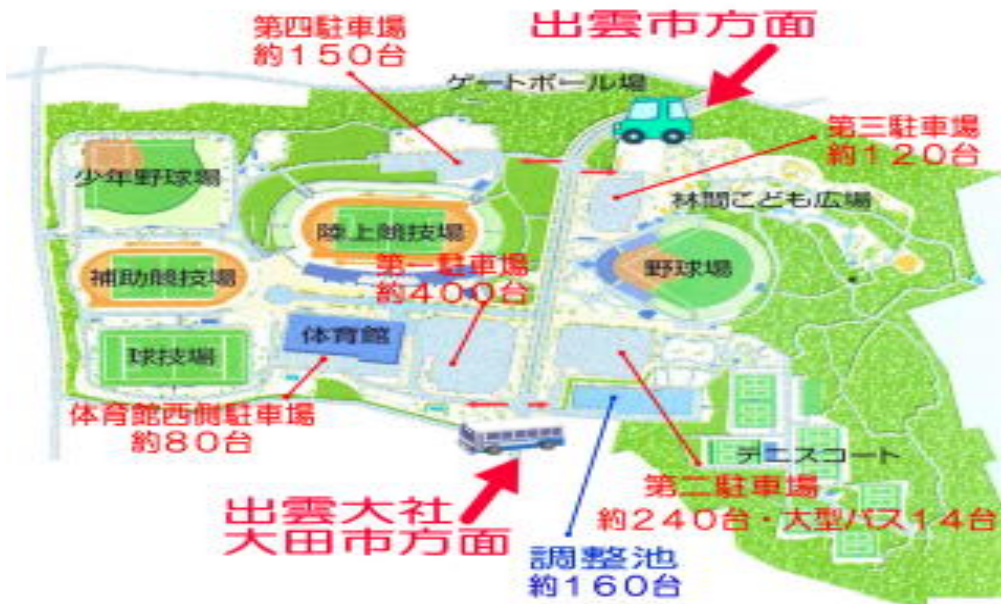 出雲市方面
第四駐車場
約150台
ゲートボール場
第三駐車場
約120台
少年野球場
林間こども広場
陸上競技場
第一駐車場
約400台
野球場
補助競技場
体育館
球技場
体育館西側駐車場
約80台
テニスコート
第二駐車場
約240台・大型バス14台
出雲大社
大田市方面
調整池
約160台